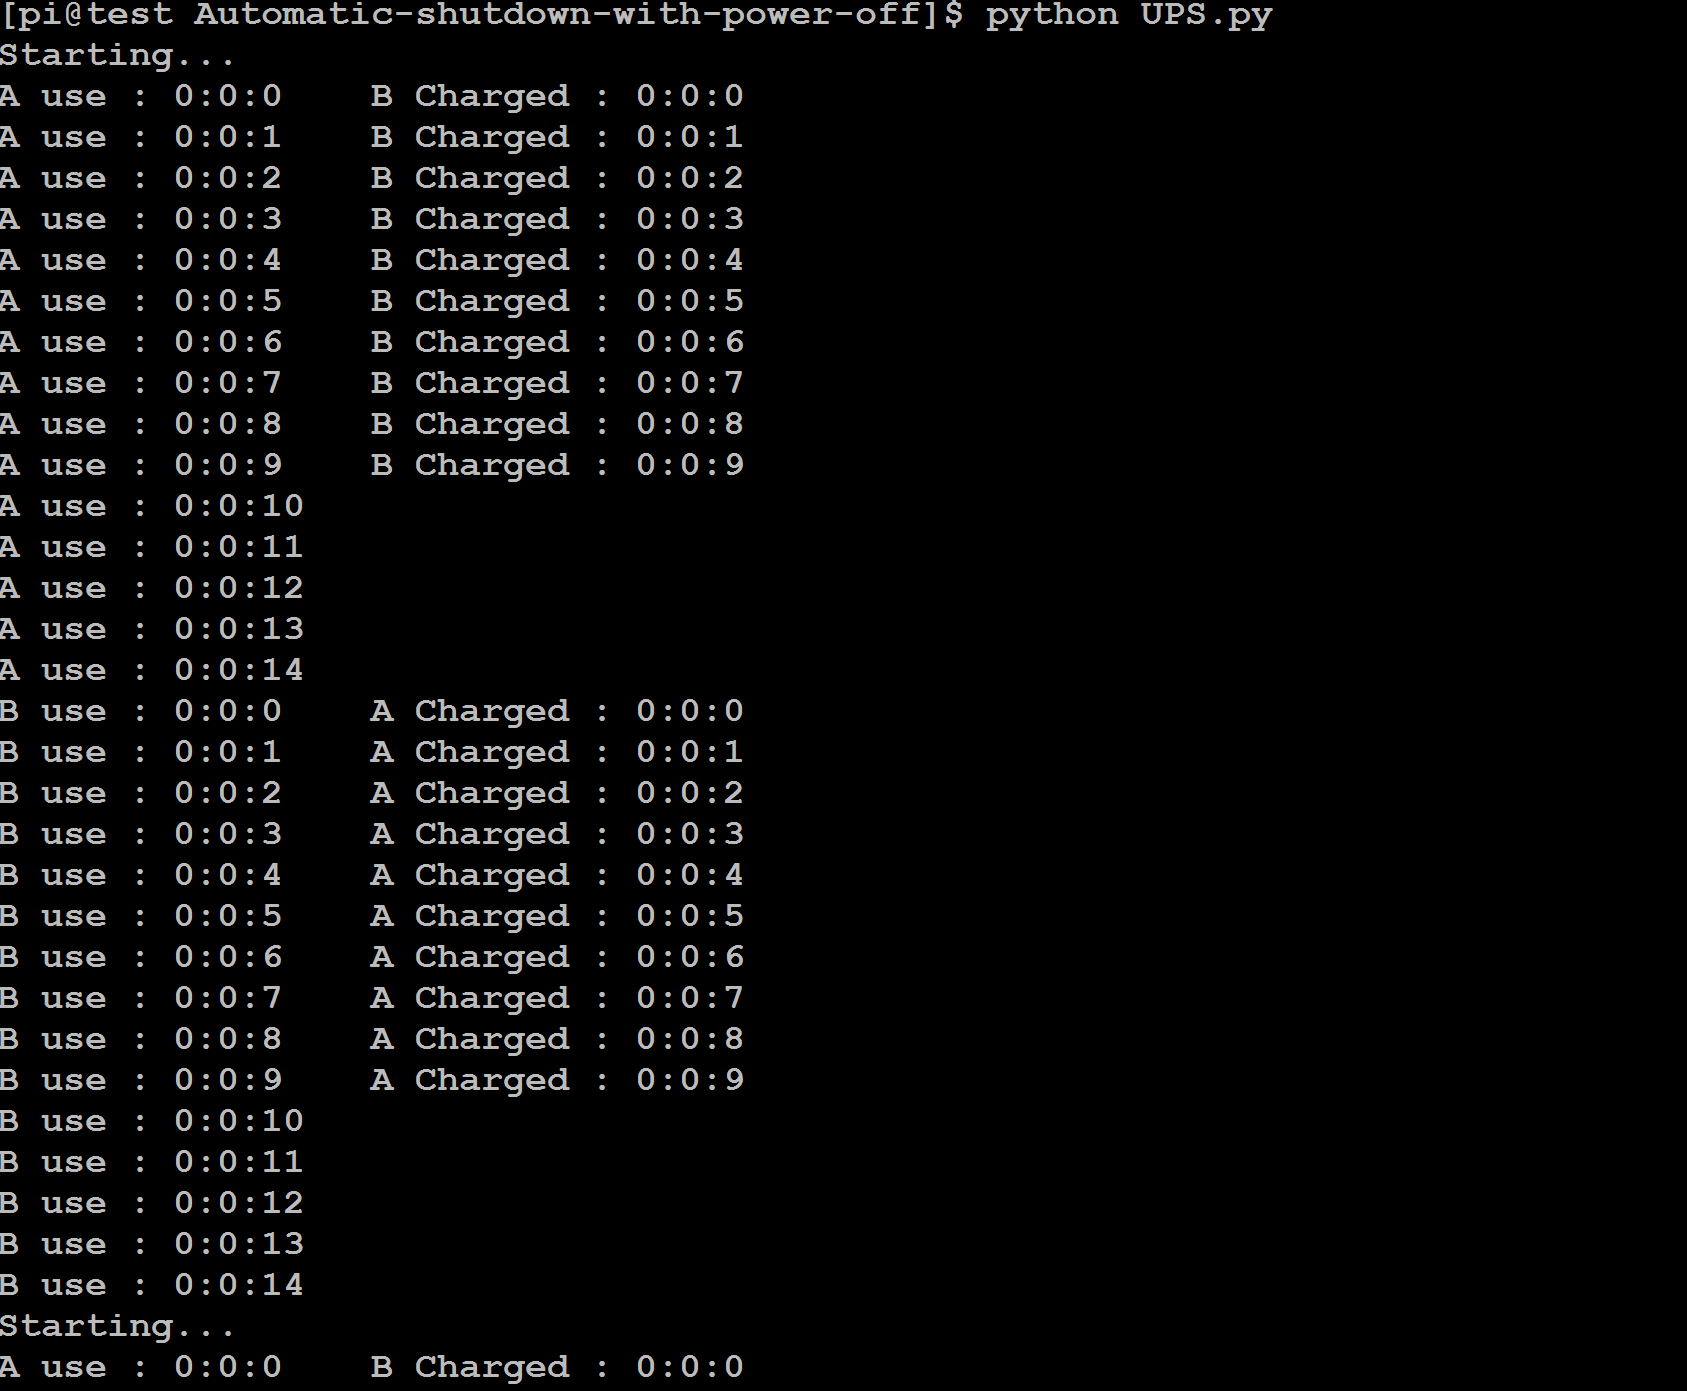 [pi@test Automatic-shutdown-with-power-off]$ python UPS.py
Starting...
A use : 0:0:0    B Charged : 0:0:0
A use : 0:0:1    B Charged : 0:0:1
A use : 0:0:2    B Charged : 0:0:2
A use : 0:0:3    B Charged : 0:0:3
A use : 0:0:4    B Charged : 0:0:4
A use : 0:0:5    B Charged : 0:0:5
A use : 0:0:6    B Charged : 0:0:6
A use : 0:0:7    B Charged : 0:0:7
A use : 0:0:8    B Charged : 0:0:8
A use : 0:0:9    B Charged : 0:0:9
A use : 0:0:10
A use : 0:0:11
A use : 0:0:12
A use : 0:0:13
A use : 0:0:14
B use : 0:0:0    A Charged : 0:0:0
B use : 0:0:1    A Charged : 0:0:1
B use : 0:0:2    A Charged : 0:0:2
B use : 0:0:3    A Charged : 0:0:3
B use : 0:0:4    A Charged : 0:0:4
B use : 0:0:5    A Charged : 0:0:5
B use : 0:0:6    A Charged : 0:0:6
B use : 0:0:7    A Charged : 0:0:7
B use : 0:0:8    A Charged : 0:0:8
B use : 0:0:9    A Charged : 0:0:9
B use : 0:0:10
B use : 0:0:11
B use : 0:0:12
B use : 0:0:13
B use : 0:0:14
Starting...
A use : 0:0:0    B Charged : 0:0:0